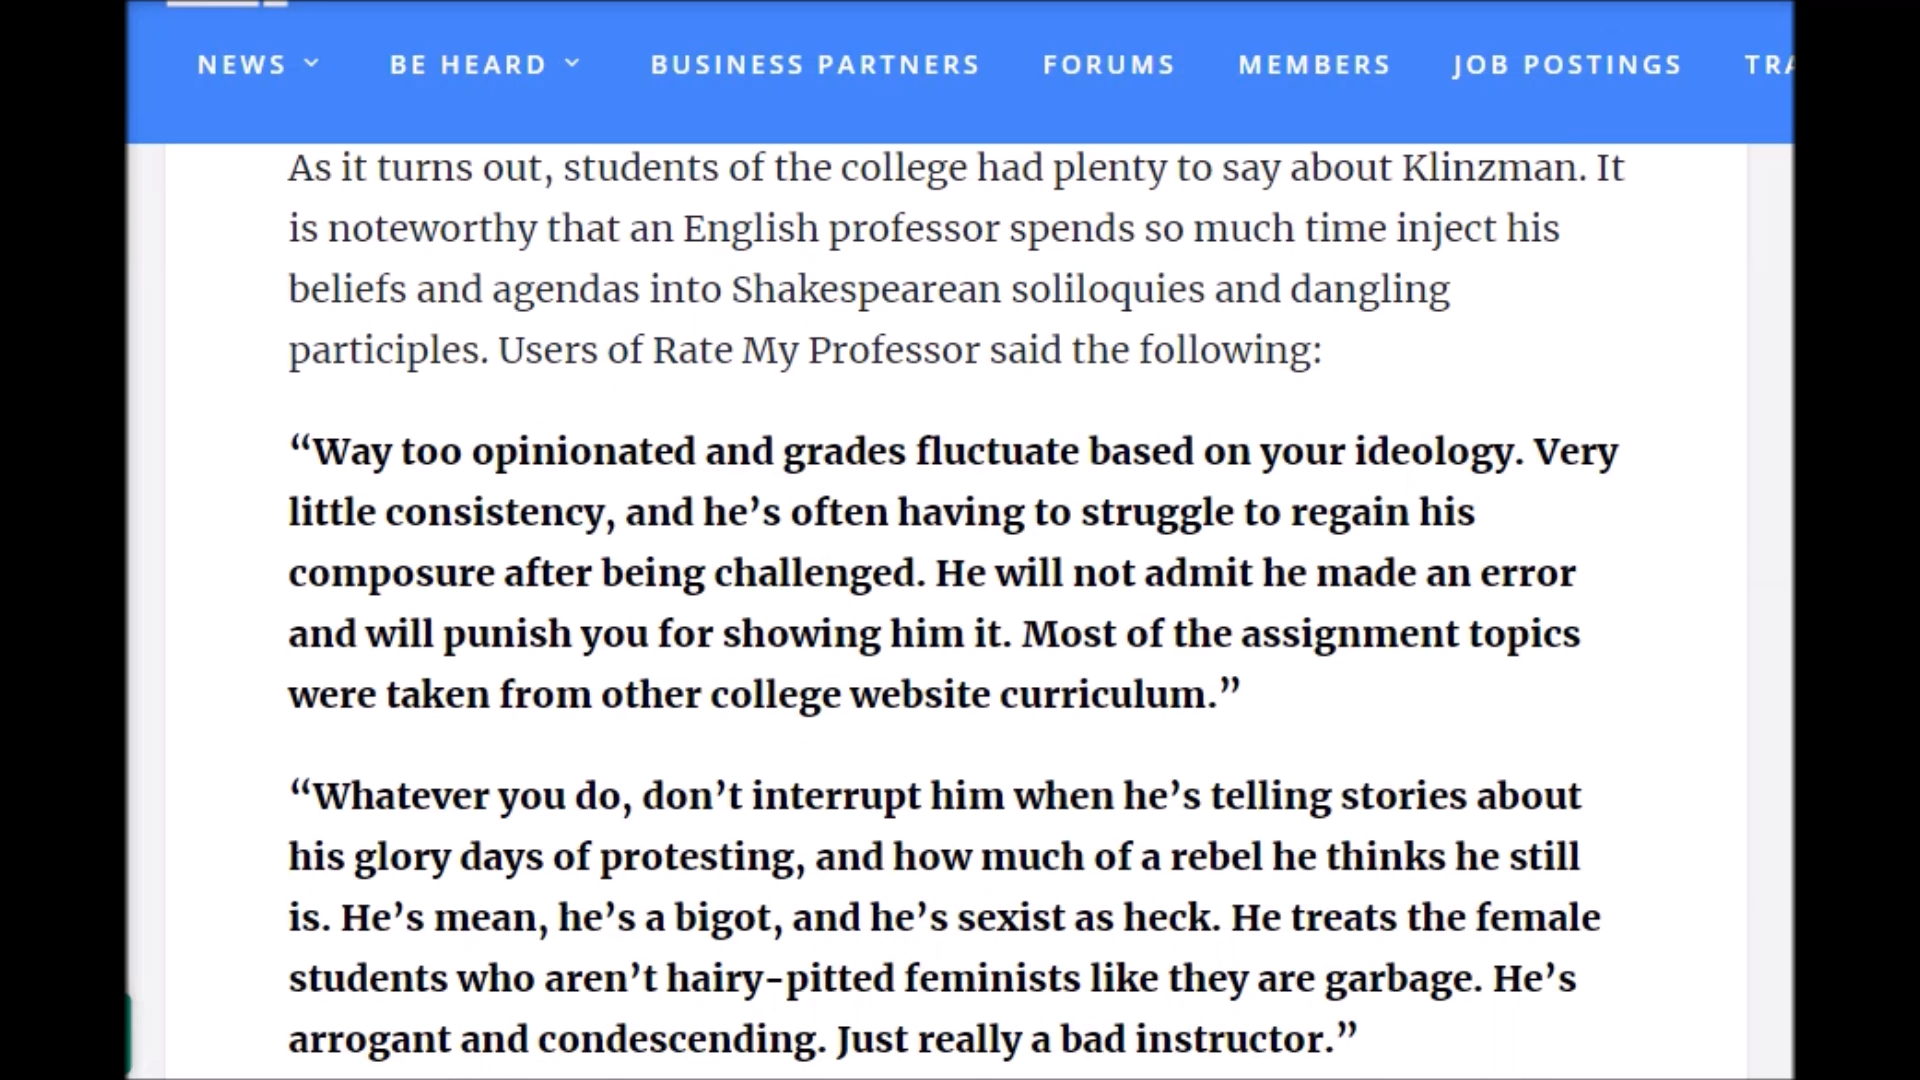 NEWS BE HEARD BUSINESS PARTNERS FORUMS MEMBERS JOB POSTINGS TRA
As it turns out, students of the college had plenty to say about Klinzman. It
is noteworthy that an English professor spends so much time inject his
beliefs and agendas into Shakespearean soliloquies and dangling
participles. Users of Rate My Professor said the following:
“Way too opinionated and grades fluctuate based on your ideology. Very
little consistency, and he’s often having to struggle to regain his
composure after being challenged. He will not admit he made an error
and will punish you for showing him it. Most of the assignment topics
were taken from other college website curriculum.”
“Whatever you do, don’t interrupt him when he’s telling stories about
his glory days of protesting, and how much of a rebel he thinks he still
is. He’s mean, he’s a bigot, and he’s sexist as heck. He treats the female
students who aren’t hairy-pitted feminists like they are garbage. He’s
arrogant and condescending. Just really a bad instructor.”